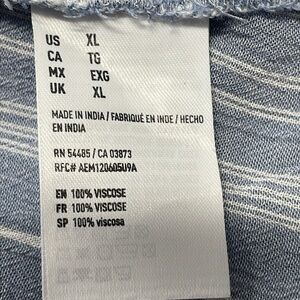 US XL
CA TG
MX EXG
UK XL
MADE IN INDIA / FABRIQUÉ EN INDE / HECHO
EN INDIA
RN 54485 / CA 03873
RFC# AEM1206059U9A
EN 100% VISCOSE
FR 100% VISCOSE
SP 100% viscosa